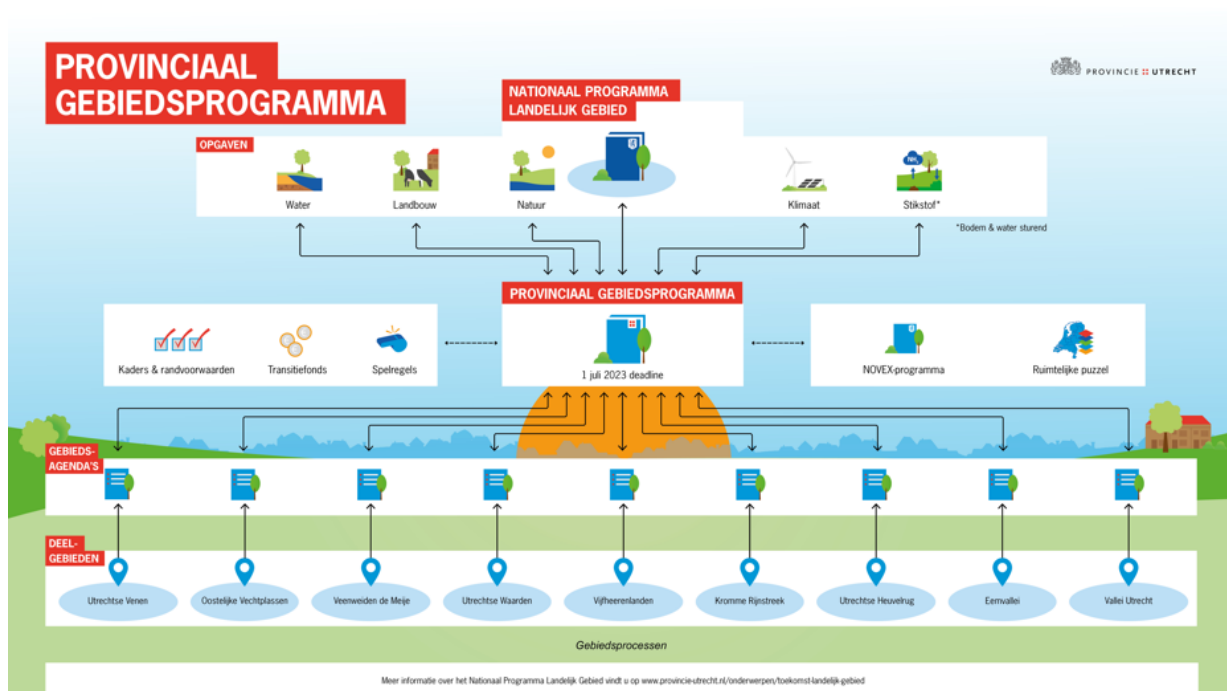 PROVINCIAAL
GEBIEDSPROGRAMMA
NATIONAAL PROGRAMMA
LANDELIJK GEBIED
PROVINCIE UTRECHT
OPGAVEN
Water
Landbouw
Natuur
Klimaat
NH₃
Stikstof*
*Bodem & water sturend
PROVINCIAAL GEBIEDSPROGRAMMA
1 juli 2023 deadline
Kaders & randvoorwaarden
Transitiefonds
Spelregels
NOVEX-programma
Ruimtelijke puzzel
GEBIEDS-
AGENDA'S
DEEL-
GEBIEDEN
Utrechtse Venen
Oostelijke Vechtplassen
Veenweiden de Meije
Utrechtse Waarden
Vijfheerenlanden
Kromme Rijnstreek
Utrechtse Heuvelrug
Eemvallei
Vallei Utrecht
Gebiedsprocessen
Meer informatie over het Nationaal Programma Landelijk Gebied vindt u op www.provincie-utrecht.nl/onderwerpen/toekomst-landelijk-gebied